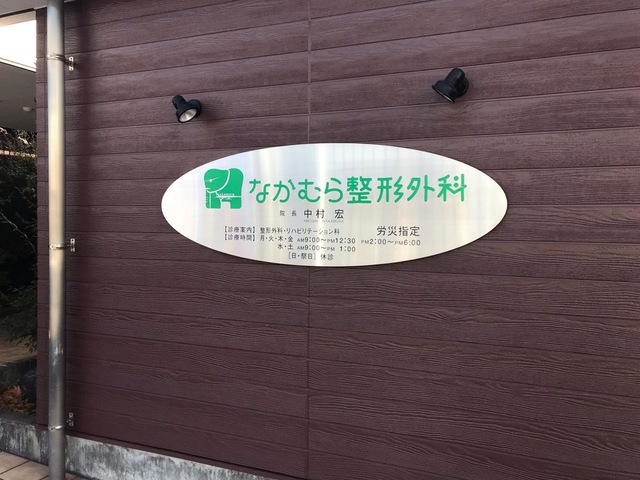 なかむら整形外科
院長 中村 宏
【診療案内】整形外科・リハビリテーション科 労災指定
【診療時間】月・火・木・金 AM9:00〜PM12:30 PM2:00〜PM6:00
水・土 AM9:00〜PM 1:00
［日・祭日］休診